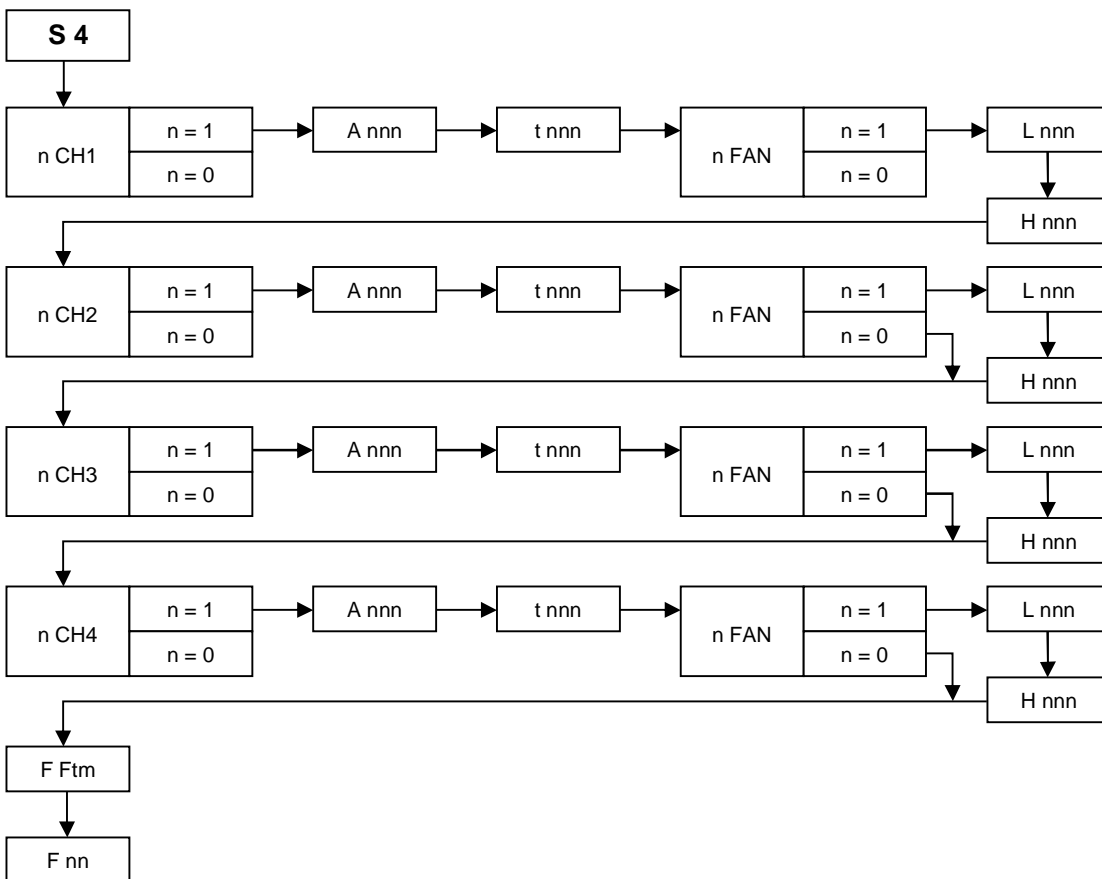 S 4
n CH1
n = 1
n = 0
A nnn
t nnn
n FAN
n = 1
n = 0
L nnn
H nnn
n CH2
n = 1
n = 0
A nnn
t nnn
n FAN
n = 1
n = 0
L nnn
H nnn
n CH3
n = 1
n = 0
A nnn
t nnn
n FAN
n = 1
n = 0
L nnn
H nnn
n CH4
n = 1
n = 0
A nnn
t nnn
n FAN
n = 1
n = 0
L nnn
H nnn
F Ftm
F nn